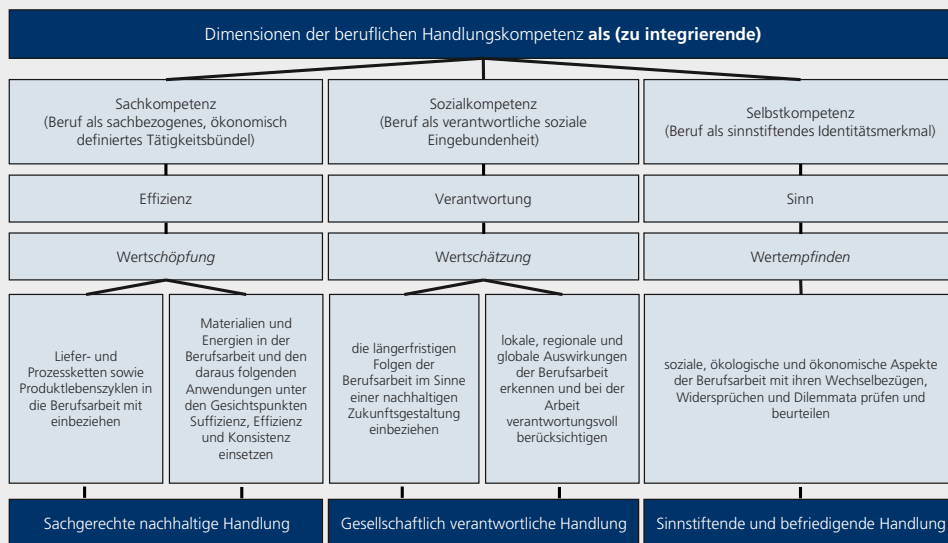 Dimensionen der beruflichen Handlungskompetenz als (zu integrierende)
Sachkompetenz
(Beruf als sachbezogenes, ökonomisch
definiertes Tätigkeitsbündel)
Sozialkompetenz
(Beruf als verantwortliche soziale
Eingebundenheit)
Selbstkompetenz
(Beruf als sinnstiftendes Identitätsmerkmal)
Effizienz
Verantwortung
Sinn
Wertschöpfung
Wertschätzung
Wertempfinden
Liefer- und
Prozessketten sowie
Produktlebenszyklen in
die Berufsarbeit mit
einbeziehen
Materialien und
Energien in der
Berufsarbeit und den
daraus folgenden
Anwendungen unter
den Gesichtspunkten
Suffizienz, Effizienz
und Konsistenz
einsetzen
die längerfristigen
Folgen der
Berufsarbeit im Sinne
einer nachhaltigen
Zukunftsgestaltung
einbeziehen
lokale, regionale und
globale Auswirkungen
der Berufsarbeit
erkennen und bei der
Arbeit
verantwortungsvoll
berücksichtigen
soziale, ökologische und ökonomische Aspekte
der Berufsarbeit mit ihren Wechselbezügen,
Widersprüchen und Dilemmata prüfen und
beurteilen
Sachgerechte nachhaltige Handlung
Gesellschaftlich verantwortliche Handlung
Sinnstiftende und befriedigende Handlung